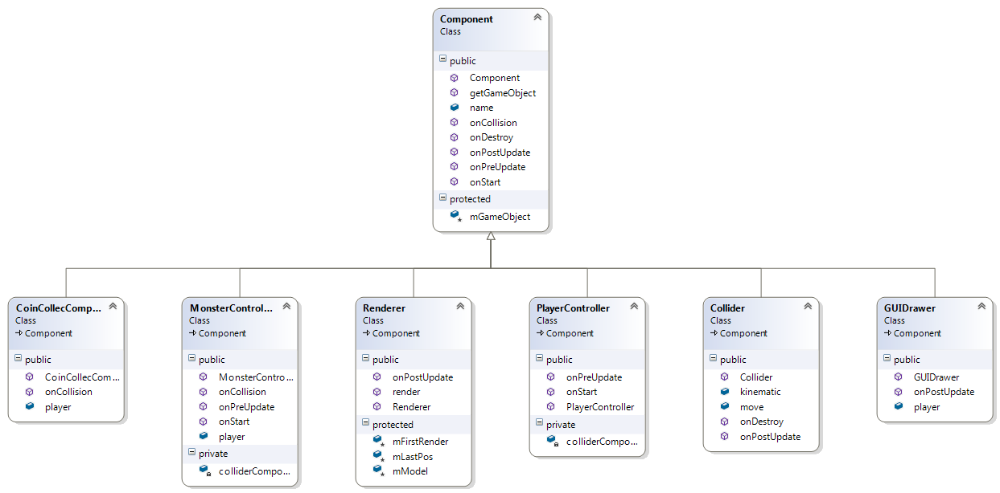 Component
Class
public
Component
getGameObject
name
onCollision
onDestroy
onPostUpdate
onPreUpdate
onStart
protected
mGameObject
CoinCollecComp...
Class
Component
public
CoinCollecCom...
onCollision
player
MonsterControl...
Class
Component
public
MonsterContro...
onCollision
onPreUpdate
onStart
player
private
colliderCompo...
Renderer
Class
Component
public
onPostUpdate
render
Renderer
protected
mFirstRender
mLastPos
mModel
PlayerController
Class
Component
public
onPreUpdate
onStart
PlayerController
private
colliderCompo...
Collider
Class
Component
public
Collider
kinematic
move
onDestroy
onPostUpdate
GUIDrawer
Class
Component
public
GUIDrawer
onPostUpdate
player